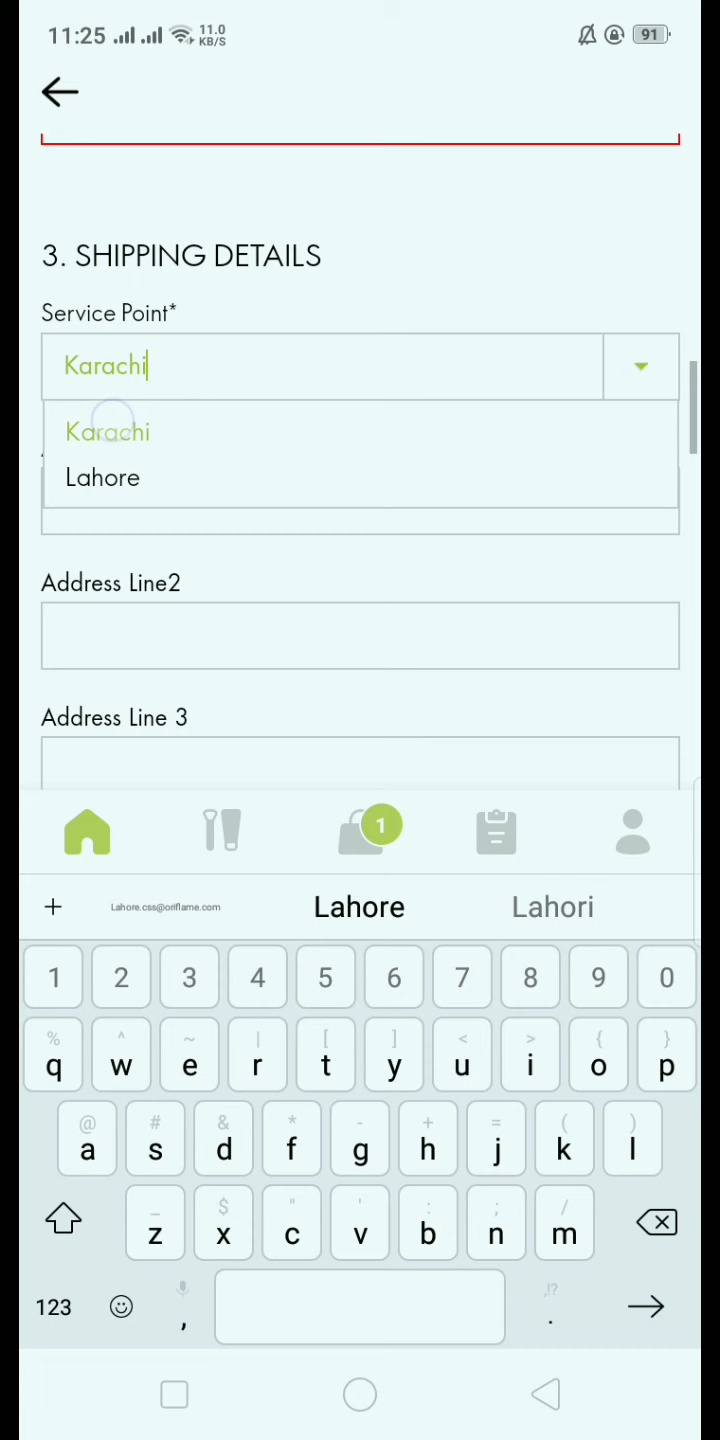 11:25 11.0 KB/S 91
3. SHIPPING DETAILS
Service Point*
Karachi
Karachi
Lahore
Address Line2
Address Line 3
1
+ Lahore.css@oriflame.com Lahore Lahori
1 2 3 4 5 6 7 8 9 0
% ^ ~ | [ ] < > { }
q w e r t y u i o p
@ # & * - + = ( )
a s d f g h j k l
_ $ " ' : ; /
z x c v b n m
,!?
123 , .